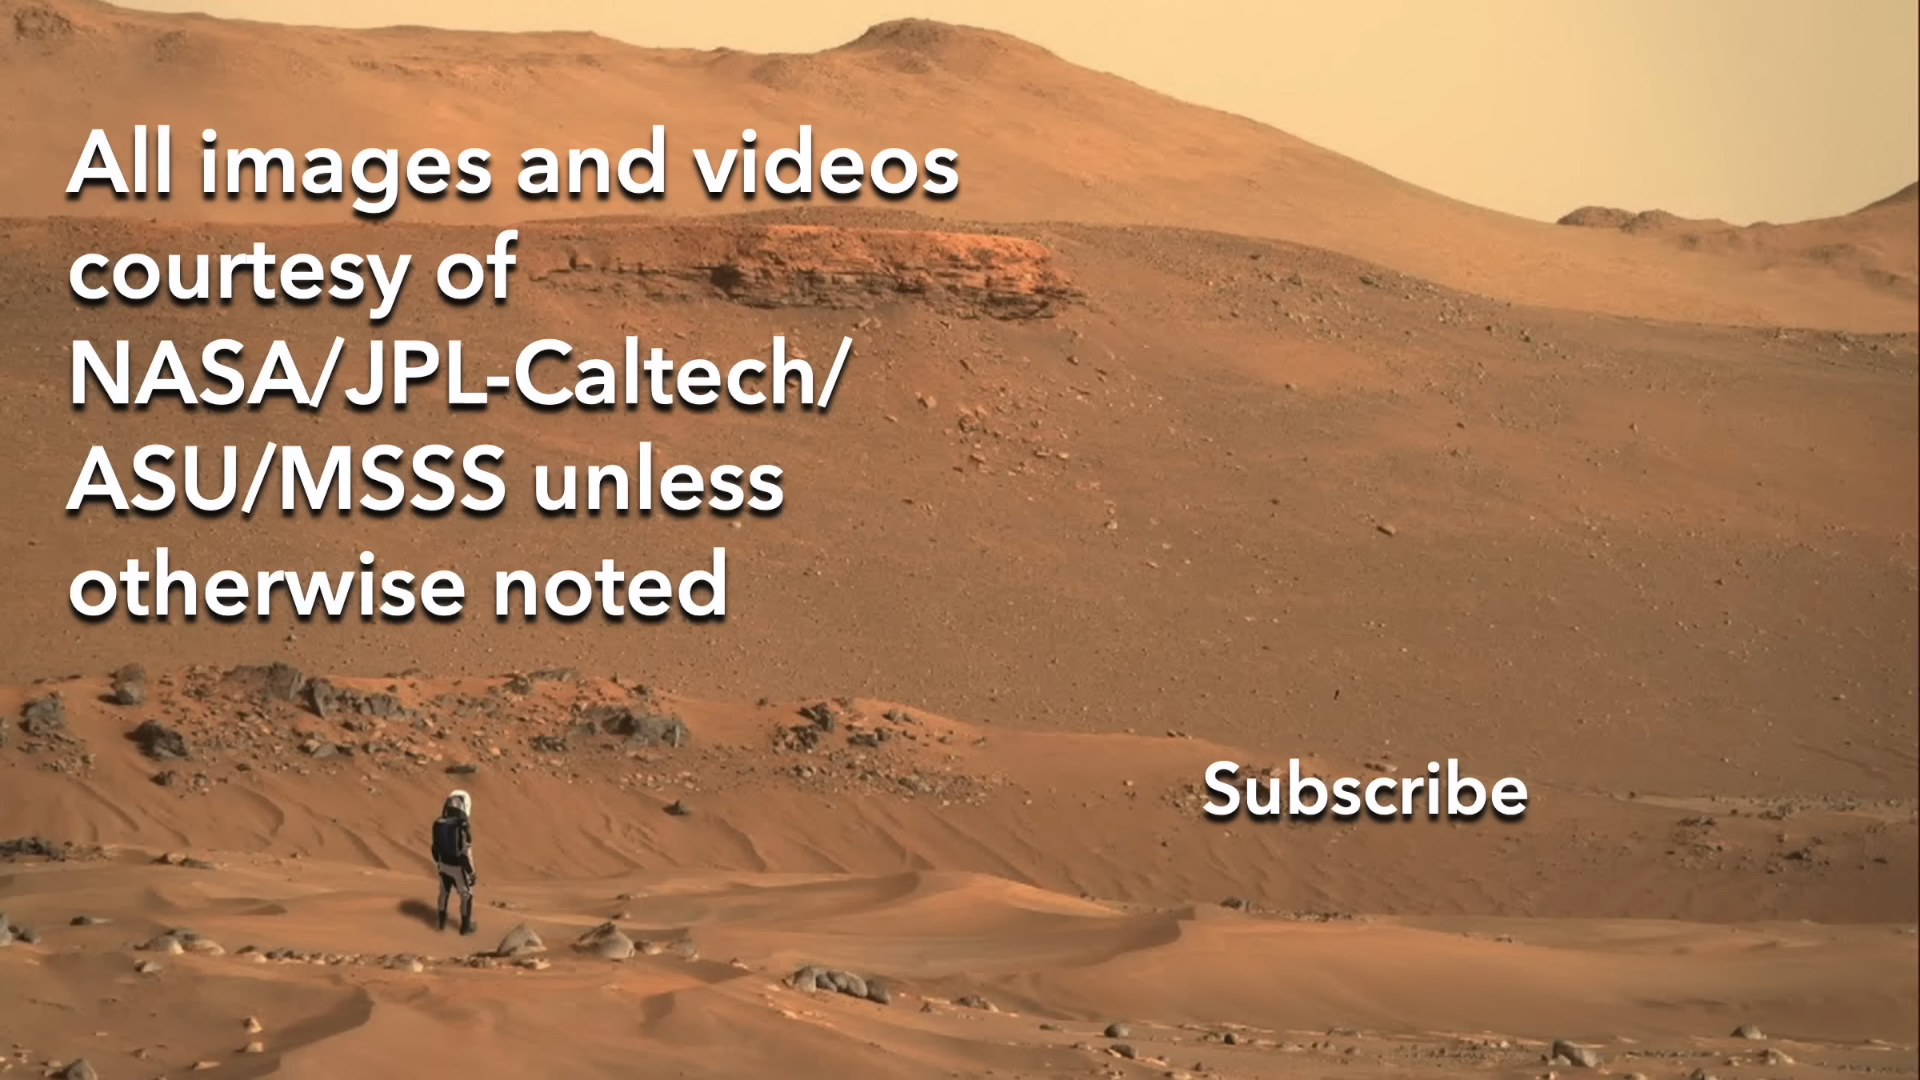 All images and videos
courtesy of
NASA/JPL-Caltech/
ASU/MSSS unless
otherwise noted
Subscribe